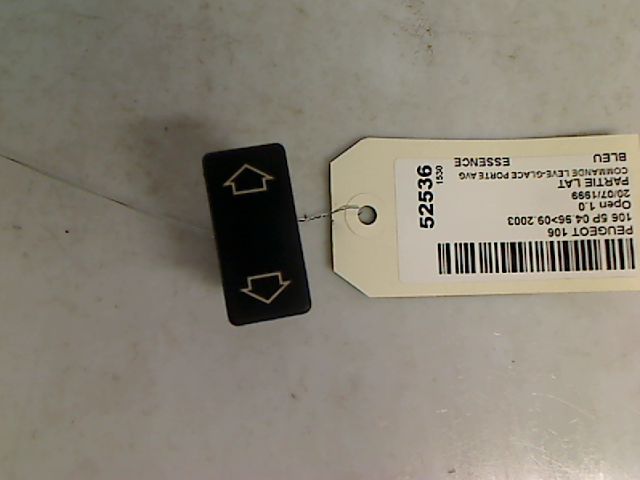 PEUGEOT 106
106 5P 04.96>09.2003
Open 1.0
20/07/1999
PARTIE LAT
COMMANDE LEVE-GLACE PORTE AVG
BLEU ESSENCE
52536
1530